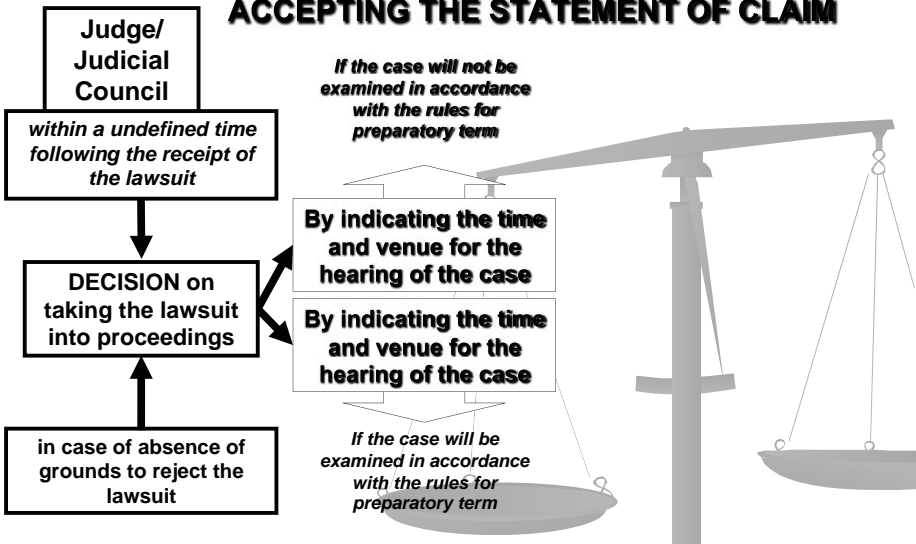 ACCEPTING THE STATEMENT OF CLAIM
Judge/
Judicial
Council
within a undefined time
following the receipt of
the lawsuit
If the case will not be
examined in accordance
with the rules for
preparatory term
By indicating the time
and venue for the
hearing of the case
DECISION on
taking the lawsuit
into proceedings
By indicating the time
and venue for the
hearing of the case
in case of absence of
grounds to reject the
lawsuit
If the case will be
examined in accordance
with the rules for
preparatory term